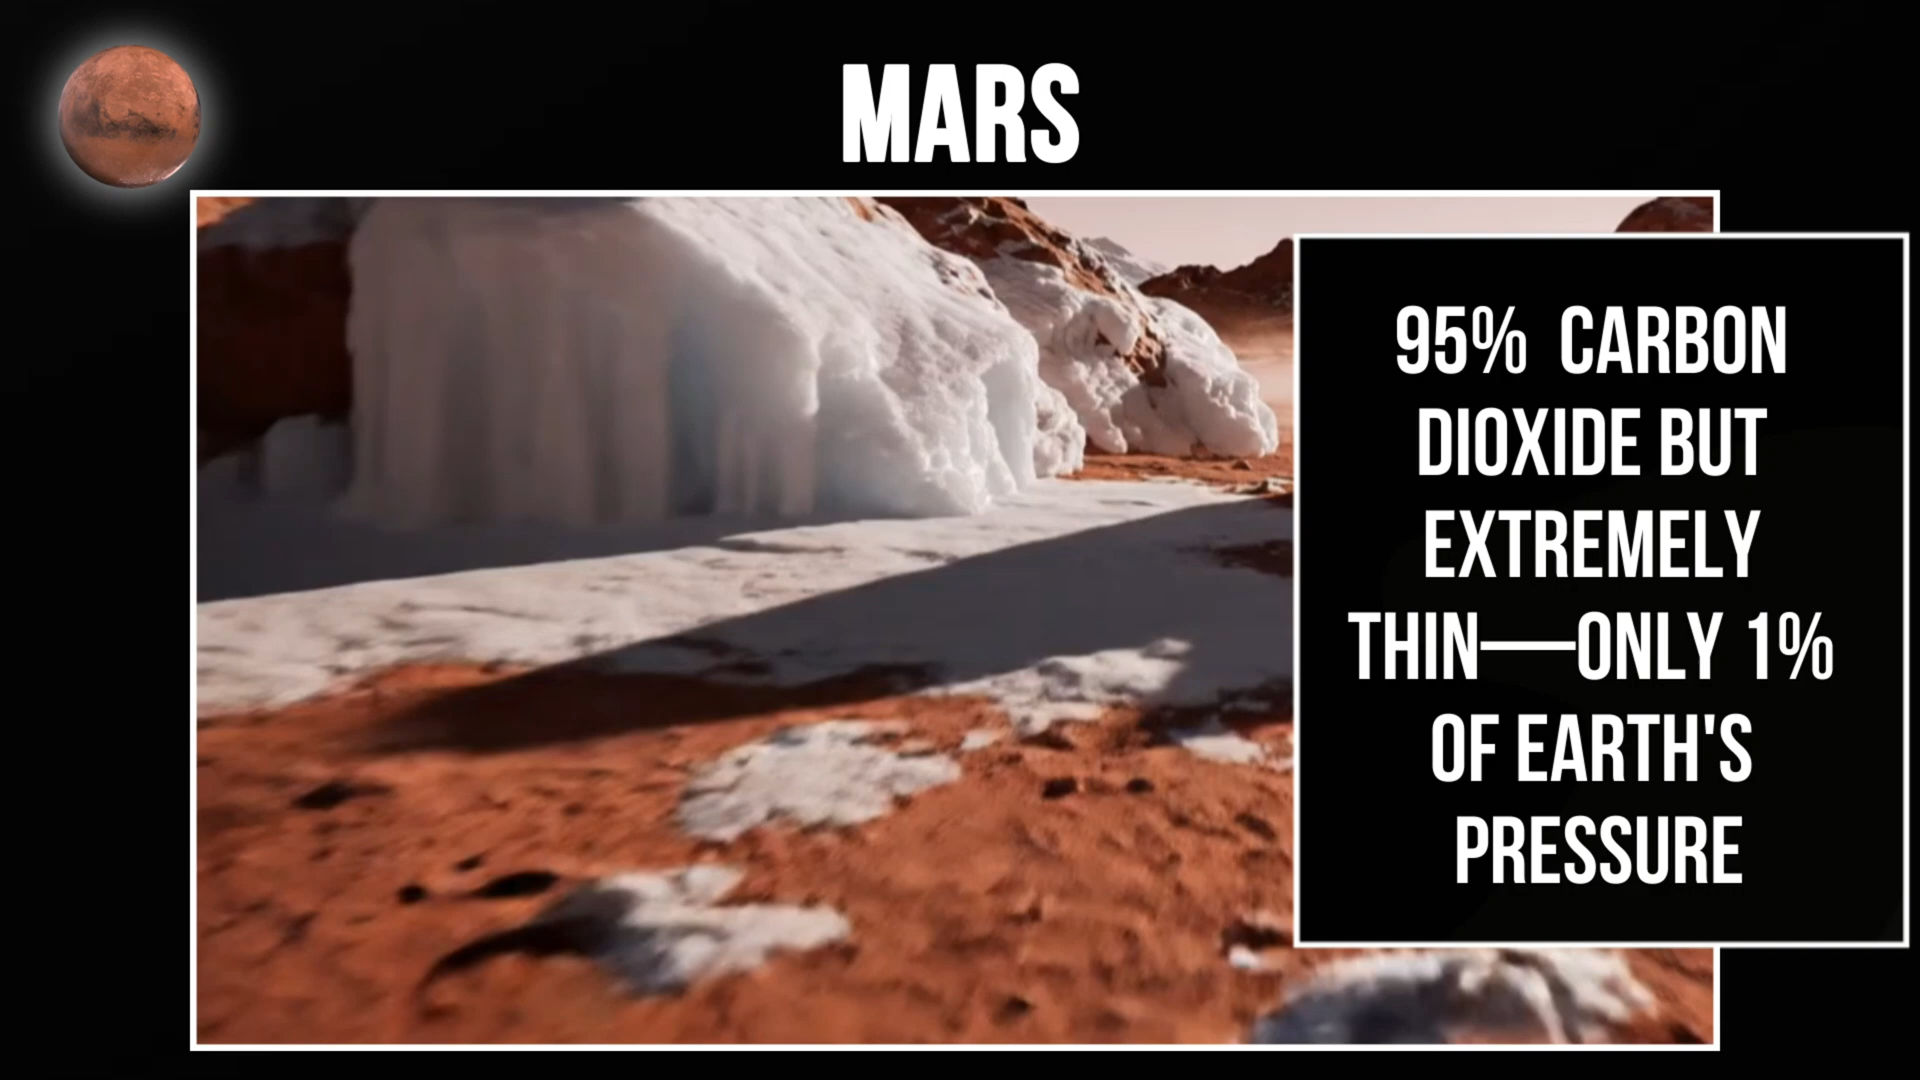 MARS
95% CARBON
DIOXIDE BUT
EXTREMELY
THIN—ONLY 1%
OF EARTH'S
PRESSURE